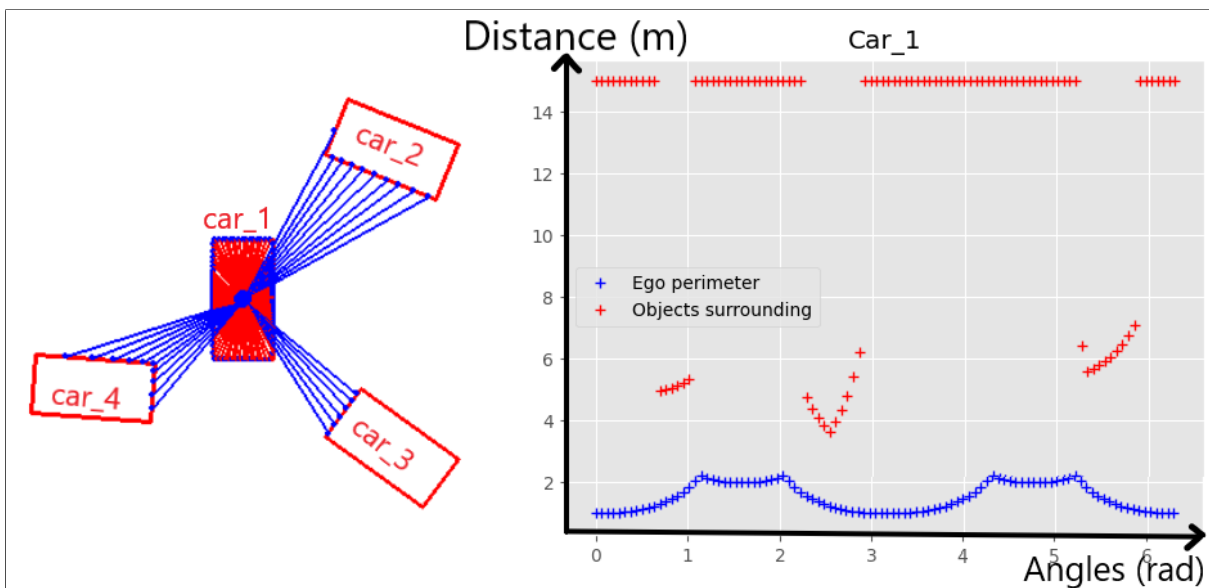 Distance (m)
Car_1
car_2
car_1
car_4
car_3
14
12
10
8
6
4
2
Ego perimeter
Objects surrounding
0 1 2 3 4 5 6
Angles (rad)